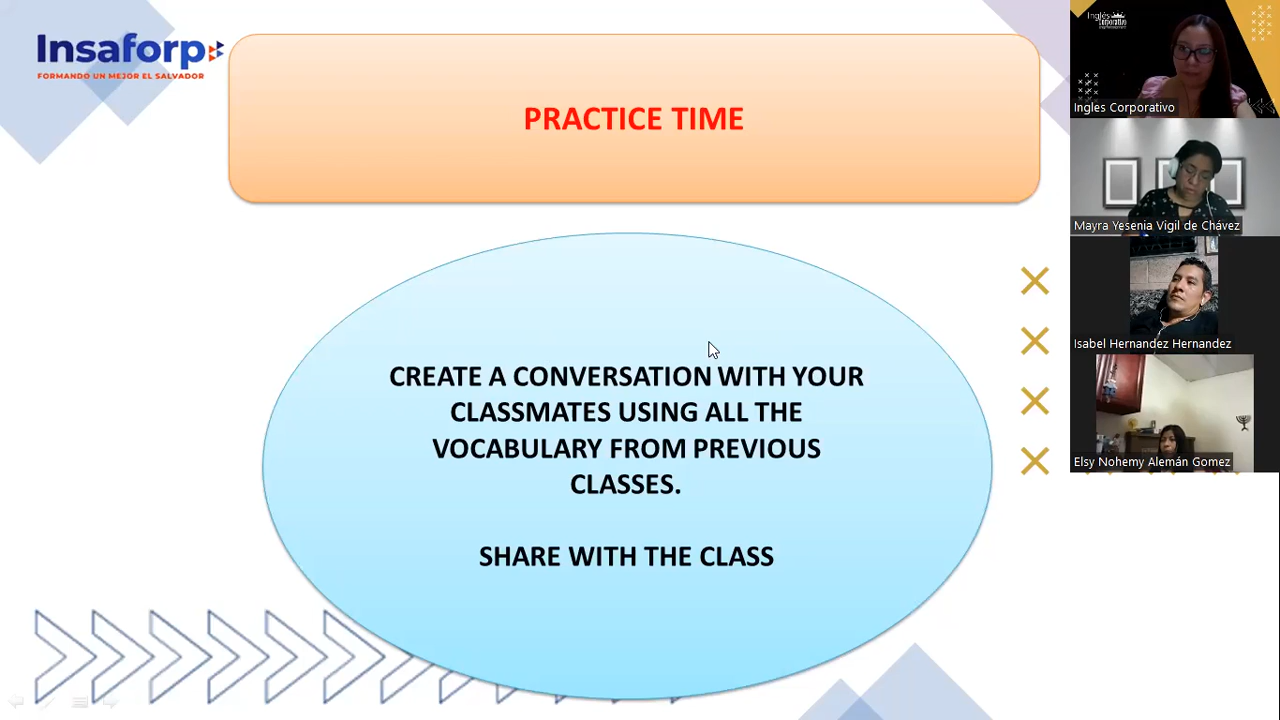 Insaforp
FORMANDO UN MEJOR EL SALVADOR
PRACTICE TIME
CREATE A CONVERSATION WITH YOUR
CLASSMATES USING ALL THE
VOCABULARY FROM PREVIOUS
CLASSES.
SHARE WITH THE CLASS
Inglés
Corporativo
Ingles Corporativo
Mayra Yesenia Vigil de Chávez
Isabel Hernandez Hernandez
Elsy Nohemy Alemán Gomez